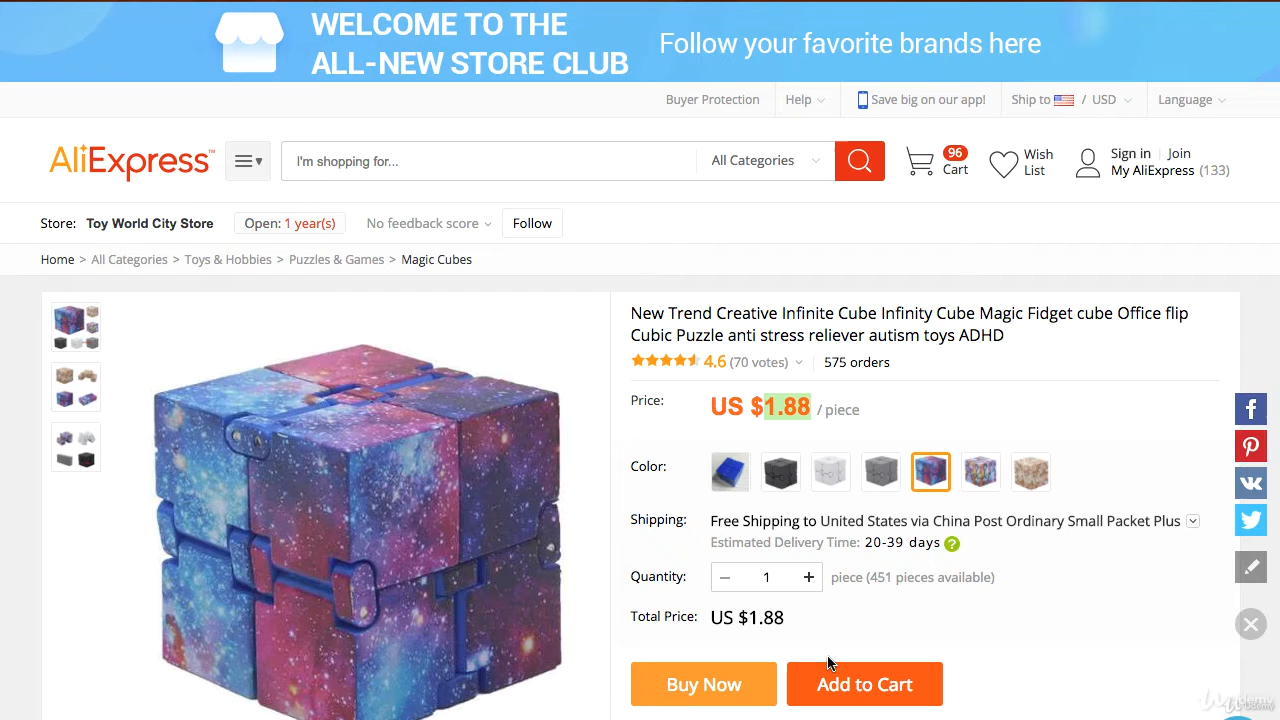 WELCOME TO THE
ALL-NEW STORE CLUB
Follow your favorite brands here
Buyer Protection Help Save big on our app! Ship to / USD Language
AliExpress™
I'm shopping for... All Categories
96
Cart
Wish
List
Sign in | Join
My AliExpress (133)
Store: Toy World City Store Open: 1 year(s) No feedback score Follow
Home > All Categories > Toys & Hobbies > Puzzles & Games > Magic Cubes
New Trend Creative Infinite Cube Infinity Cube Magic Fidget cube Office flip
Cubic Puzzle anti stress reliever autism toys ADHD
4.6 (70 votes) 575 orders
Price: US $1.88 / piece
Color:
Shipping: Free Shipping to United States via China Post Ordinary Small Packet Plus
Estimated Delivery Time: 20-39 days ?
Quantity: − 1 + piece (451 pieces available)
Total Price: US $1.88
Buy Now Add to Cart
Udemy